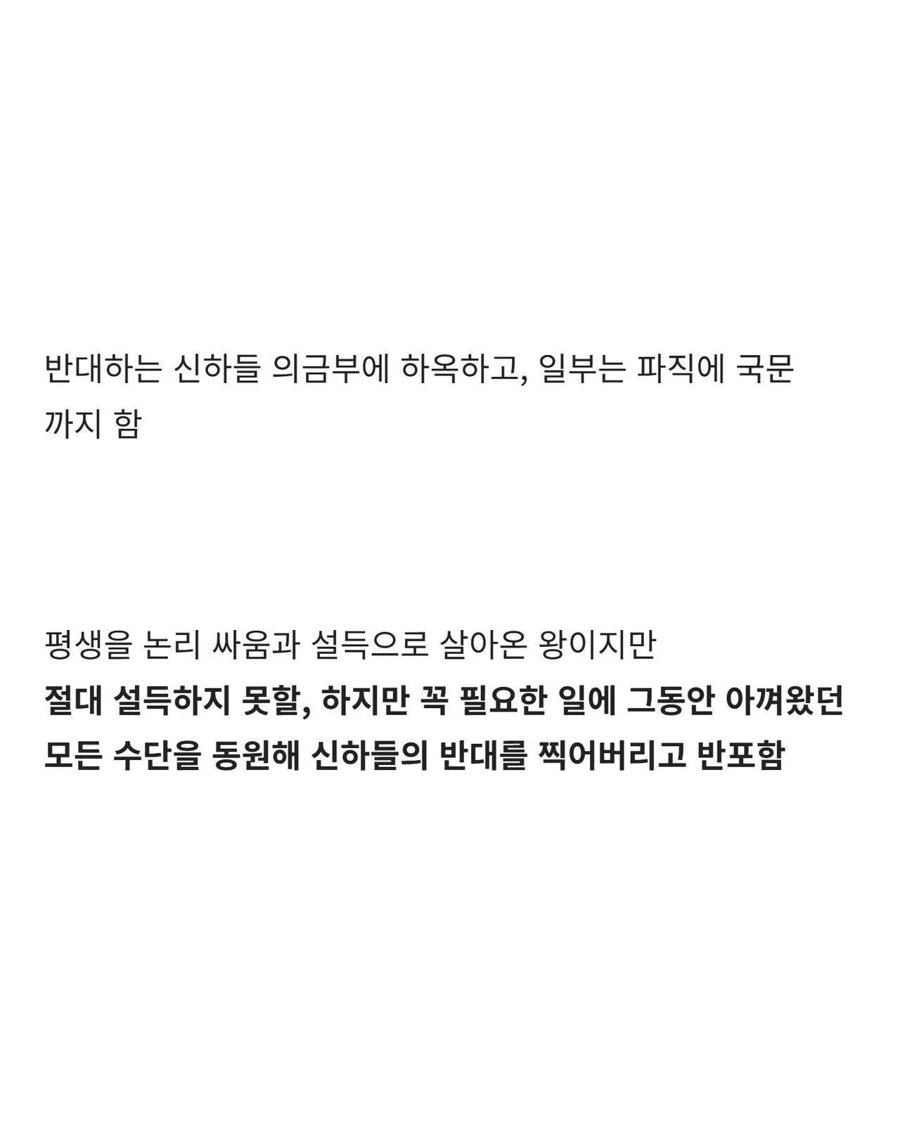 반대하는 신하들 의금부에 하옥하고, 일부는 파직에 국문
까지 함
평생을 논리 싸움과 설득으로 살아온 왕이지만
절대 설득하지 못할, 하지만 꼭 필요한 일에 그동안 아껴왔던
모든 수단을 동원해 신하들의 반대를 찍어버리고 반포함